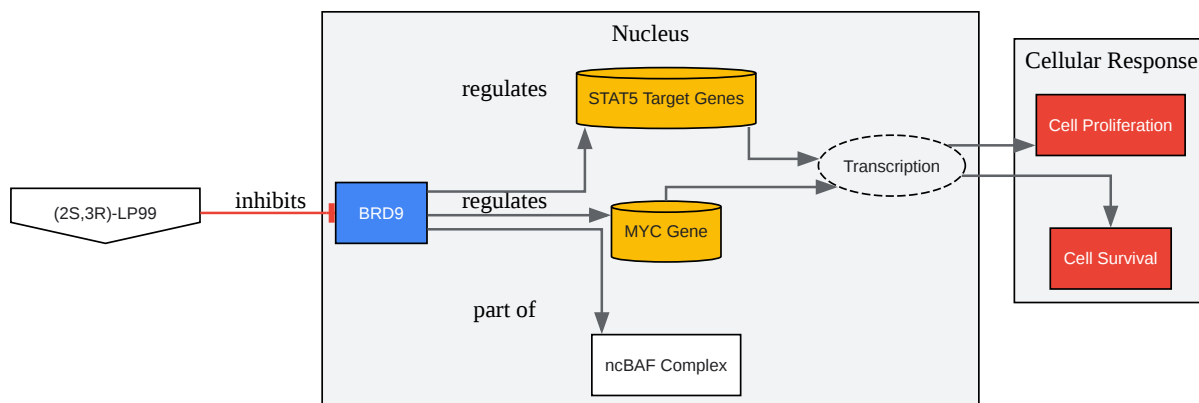 Nucleus
Cellular Response
regulates
STAT5 Target Genes
Cell Proliferation
Transcription
(2S,3R)-LP99
inhibits
BRD9
regulates
MYC Gene
Cell Survival
part of
ncBAF Complex